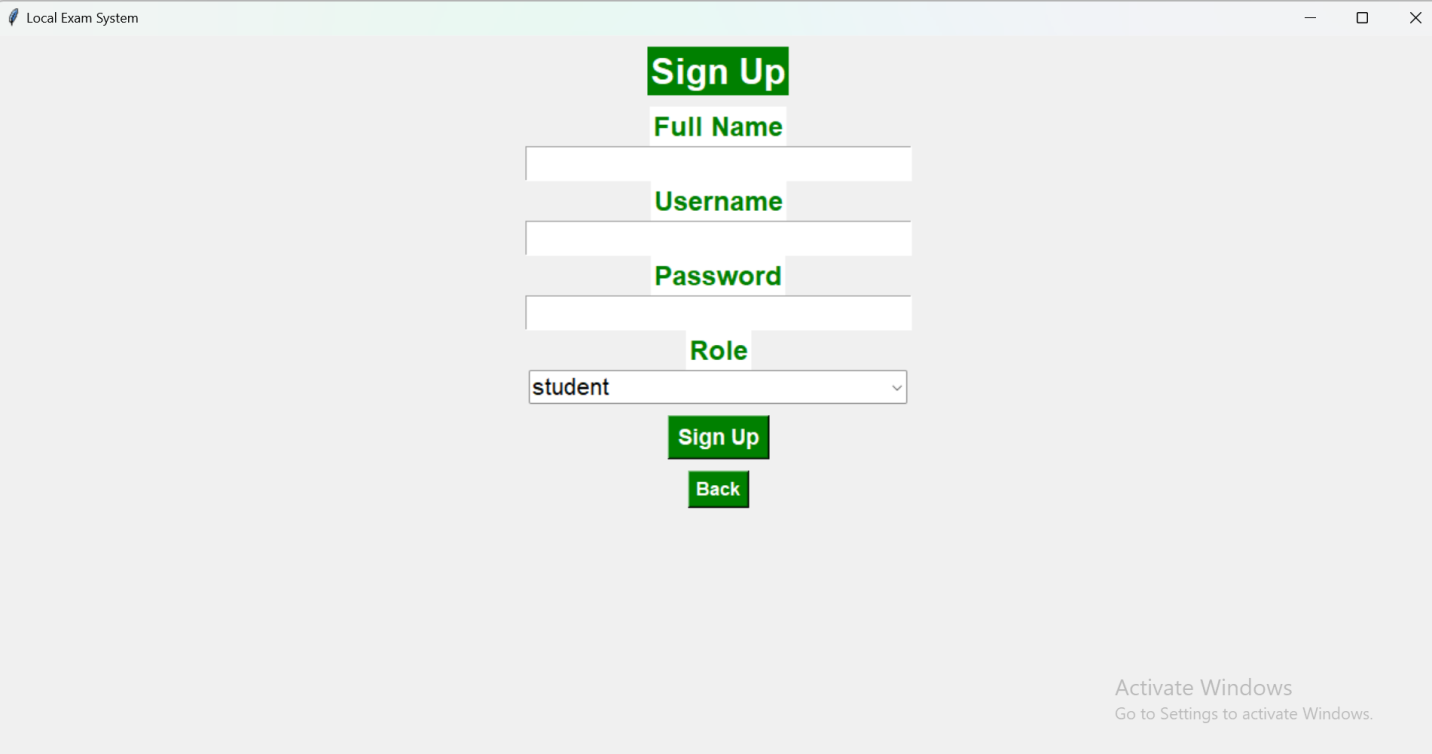 Local Exam System
Sign Up
Full Name
Username
Password
Role
student
Sign Up
Back
Activate Windows
Go to Settings to activate Windows.